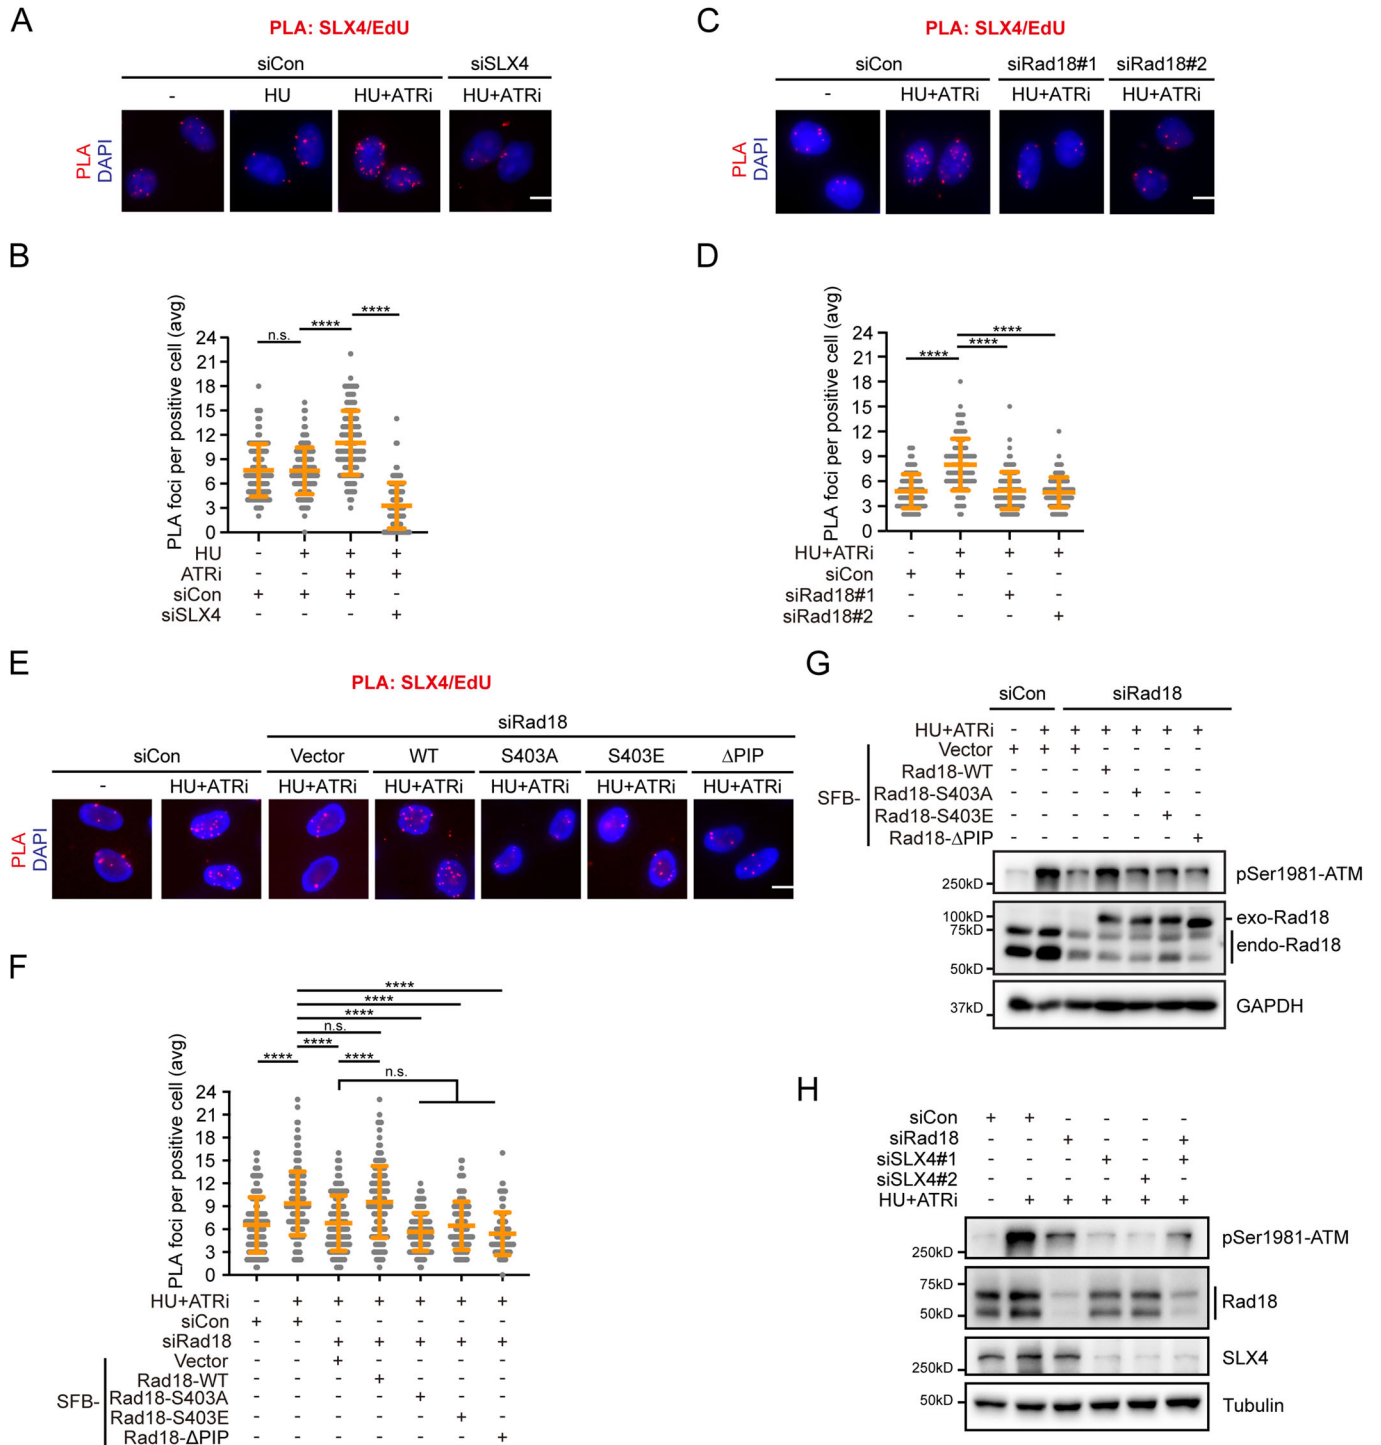 A
PLA: SLX4/EdU
siCon siSLX4
- HU HU+ATRi HU+ATRi
PLA
DAPI
B
PLA foci per positive cell (avg)
n.s. **** ****
24
21
18
15
12
9
6
3
0
HU - + + +
ATRi - - + +
siCon + + + -
siSLX4 - - - +
C
PLA: SLX4/EdU
siCon siRad18#1 siRad18#2
- HU+ATRi HU+ATRi HU+ATRi
PLA
DAPI
D
PLA foci per positive cell (avg)
****
**** ****
24
21
18
15
12
9
6
3
0
HU+ATRi - + + +
siCon + + - -
siRad18#1 - - + -
siRad18#2 - - - +
E
PLA: SLX4/EdU
siRad18
siCon Vector WT S403A S403E ΔPIP
- HU+ATRi HU+ATRi HU+ATRi HU+ATRi HU+ATRi HU+ATRi
PLA
DAPI
F
PLA foci per positive cell (avg)
****
****
****
n.s.
****
**** ****
n.s.
24
21
18
15
12
9
6
3
0
HU+ATRi - + + + + + +
siCon + + - - - - -
siRad18 - - + + + + +
SFB-
Vector - - + - - - -
Rad18-WT - - - + - - -
Rad18-S403A - - - - + - -
Rad18-S403E - - - - - + -
Rad18-ΔPIP - - - - - - +
G
siCon siRad18
HU+ATRi - + + + + + +
SFB-
Vector + + + - - - -
Rad18-WT - - - + - - -
Rad18-S403A - - - - + - -
Rad18-S403E - - - - - + -
Rad18-ΔPIP - - - - - - +
250kD pSer1981-ATM
100kD exo-Rad18
75kD
endo-Rad18
50kD
37kD GAPDH
H
siCon + + - - - -
siRad18 - - + - - +
siSLX4#1 - - - + - +
siSLX4#2 - - - - + -
HU+ATRi - + + + + +
250kD pSer1981-ATM
75kD
Rad18
50kD
250kD SLX4
50kD Tubulin